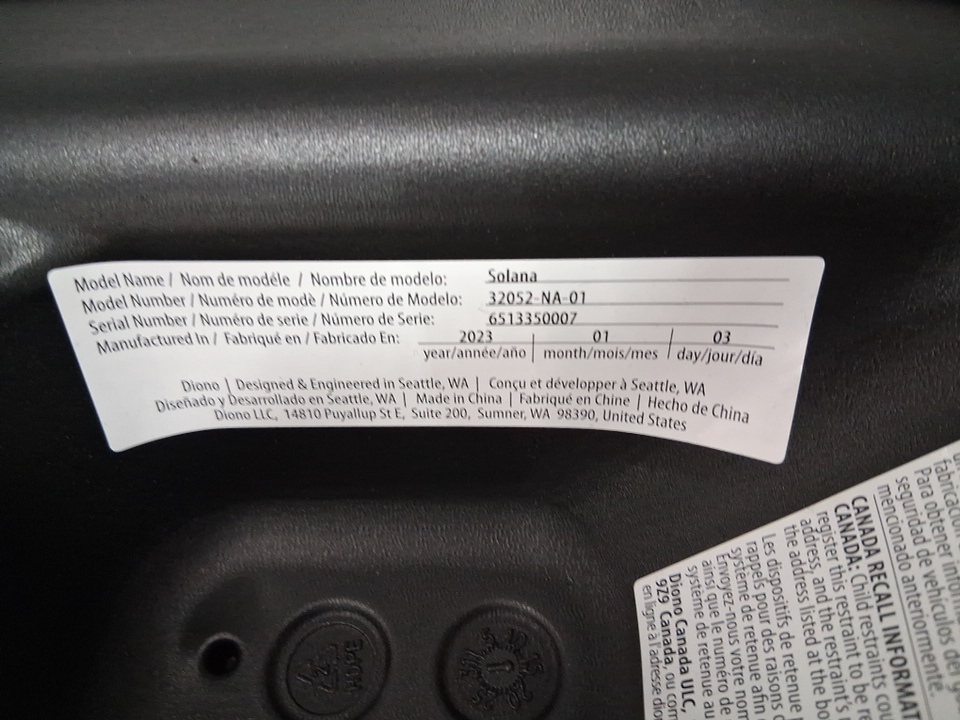 Model Name / Nom de modéle / Nombre de modelo: Solana
Model Number / Numéro de modè / Número de Modelo: 32052-NA-01
Serial Number / Numéro de serie / Número de Serie: 6513350007
Manufactured In / Fabriqué en / Fabricado En: 2023 01 03
year/année/año month/mois/mes day/jour/día
Diono | Designed & Engineered in Seattle, WA | Conçu et développer à Seattle, WA
Diseñado y Desarrollado en Seattle, WA | Made in China | Fabriqué en Chine | Hecho de China
Diono LLC, 14810 Puyallup St E, Suite 200, Sumner, WA 98390, United States
Para obtener
seguridad de vehículos del
mencionado anteriormente.
CANADA RECALL
CANADA: Child restraints
register this restraint to be
address, and the restraint's
the address listed at the
Les dispositifs de retenue
rappels pour des raisons
système de retenue afin
Envoyez-nous votre
ainsi que le numéro de
système de retenue au
Diono Canada ULC,
929 Canada, ou
en ligne à l'adresse